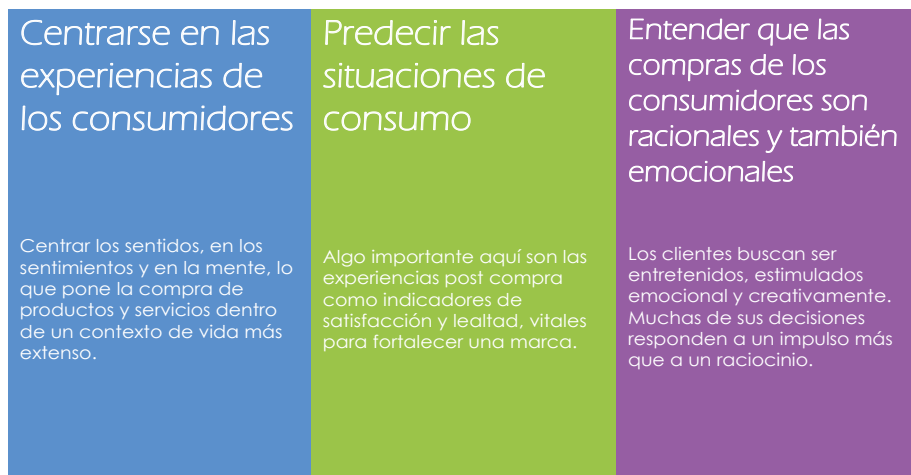 Centrarse en las
experiencias de
los consumidores
Centrar los sentidos, en los
sentimientos y en la mente, lo
que pone la compra de
productos y servicios dentro
de un contexto de vida más
extenso.
Predecir las
situaciones de
consumo
Algo importante aquí son las
experiencias post compra
como indicadores de
satisfacción y lealtad, vitales
para fortalecer una marca.
Entender que las
compras de los
consumidores son
racionales y también
emocionales
Los clientes buscan ser
entretenidos, estimulados
emocional y creativamente.
Muchas de sus decisiones
responden a un impulso más
que a un raciocinio.